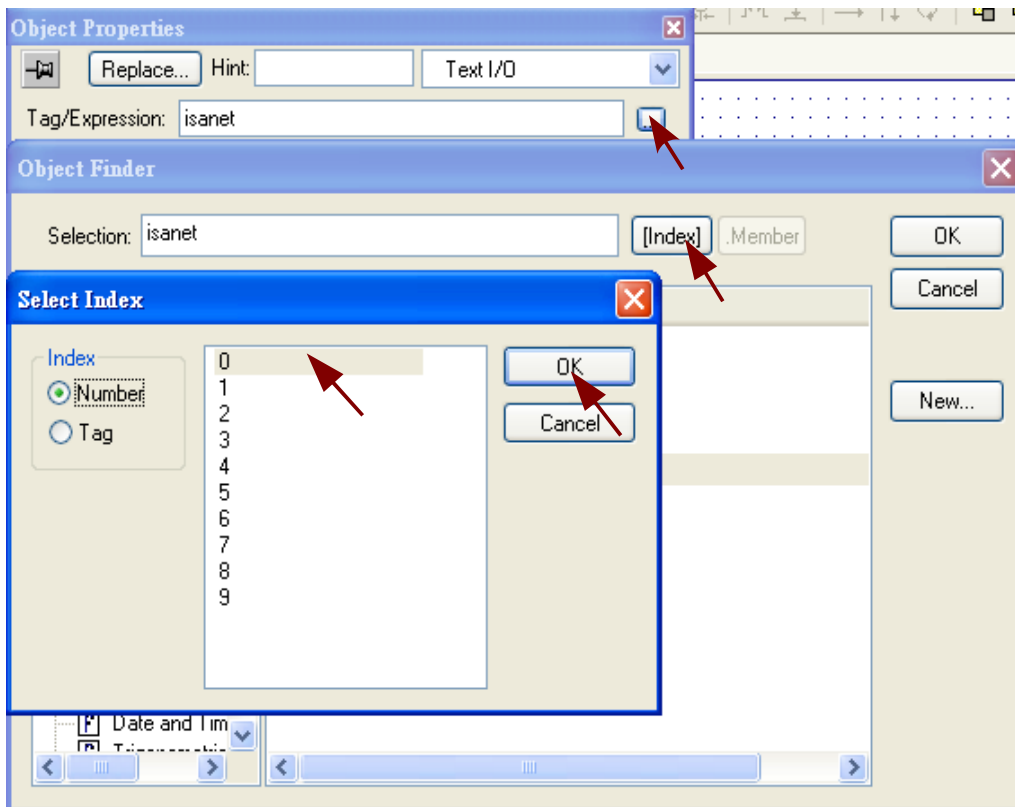 Object Properties
Replace... Hint: Text I/O
Tag/Expression: isanet ...
Object Finder
Selection: isanet [Index] .Member OK
Cancel
Select Index
Index
Number
Tag
0
1
2
3
4
5
6
7
8
9
OK
Cancel
New...
Date and Tim